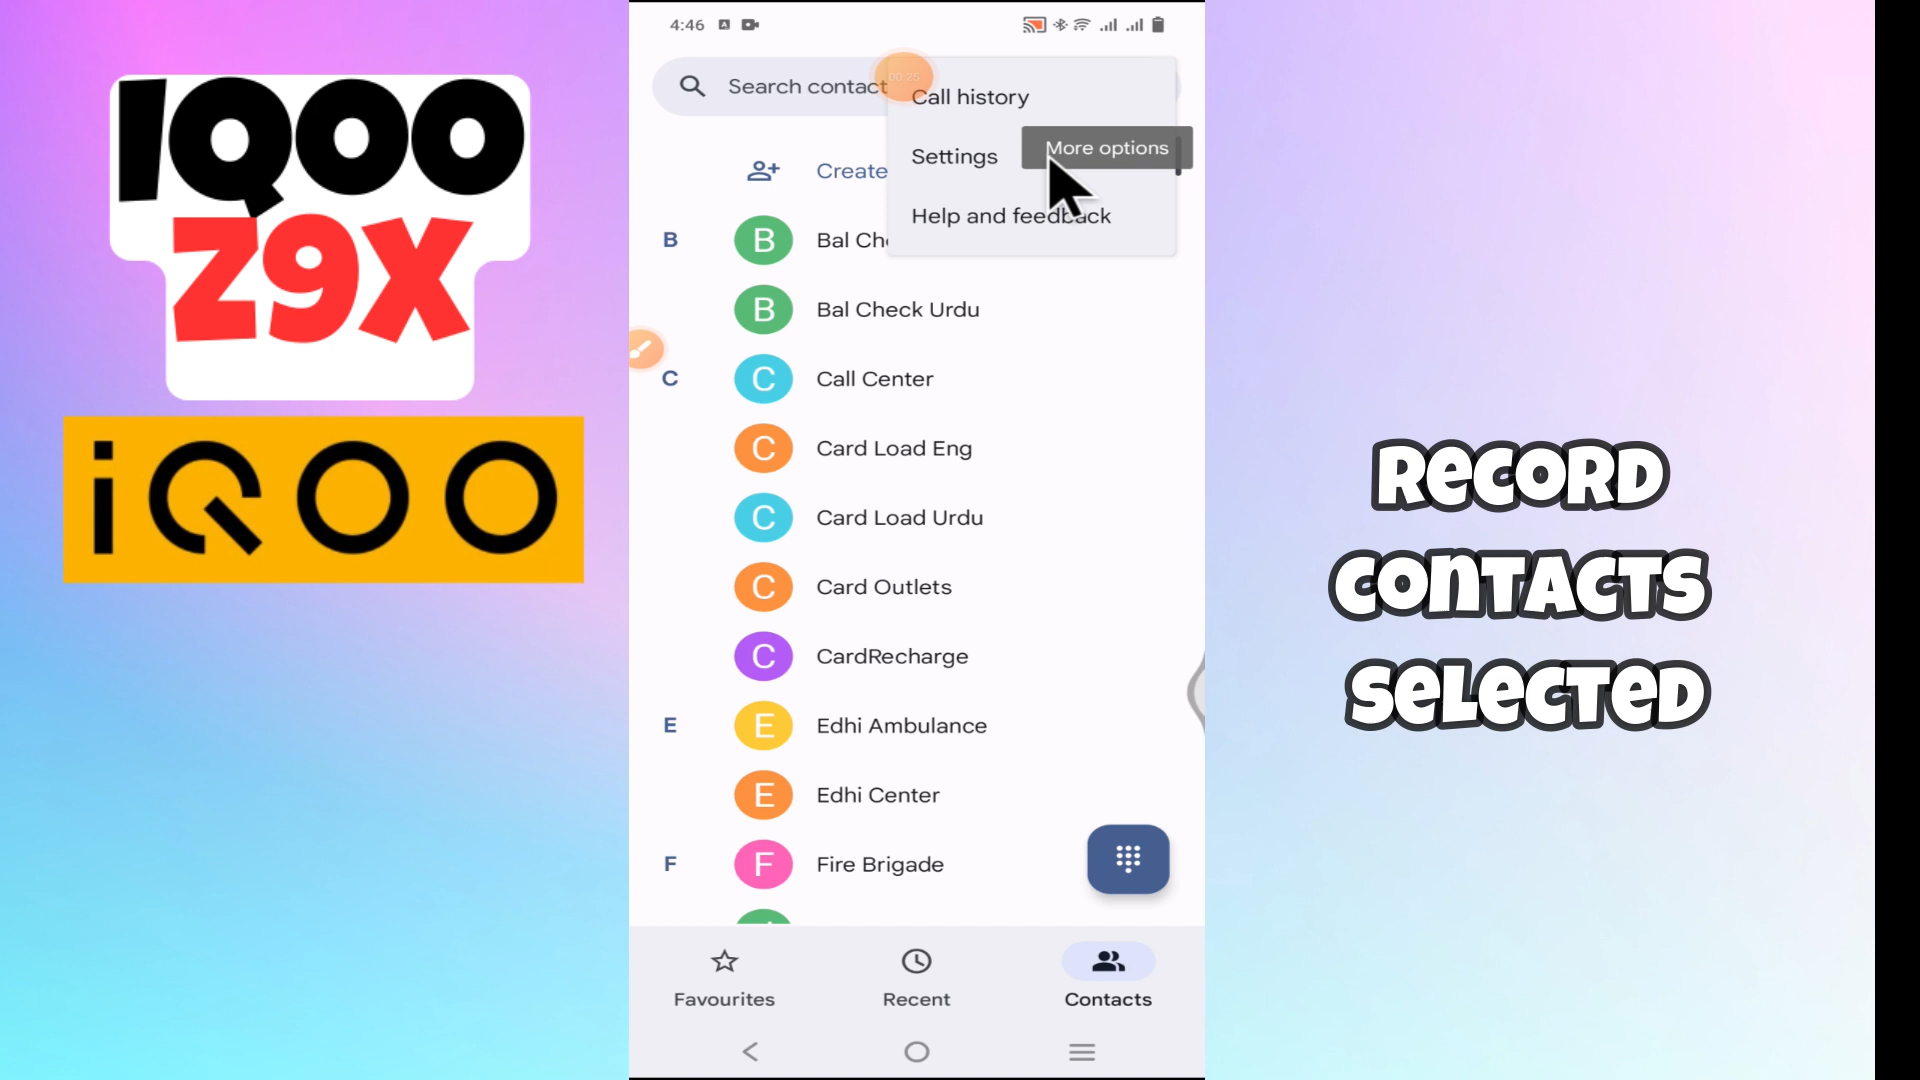 IQOO
Z9X
iQOO
4:46
Search contact
00:25
Call history
Settings
More options
Help and feedback
Create
B
B
Bal Ch
B
Bal Check Urdu
C
C
Call Center
C
Card Load Eng
C
Card Load Urdu
C
Card Outlets
C
CardRecharge
E
E
Edhi Ambulance
E
Edhi Center
F
F
Fire Brigade
Favourites
Recent
Contacts
Record
Contacts
Selected